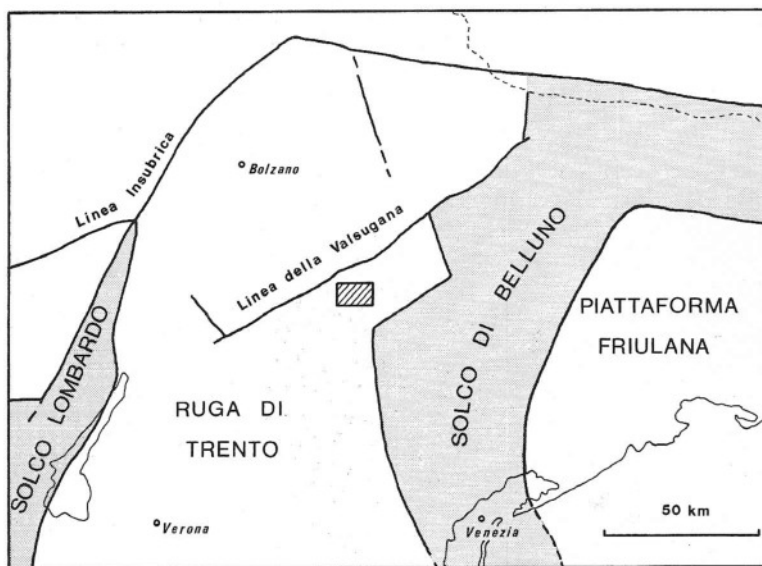 Linea Insubrica
Bolzano
Linea della Valsugana
SOLCO LOMBARDO
RUGA DI
TRENTO
SOLCO DI BELLUNO
PIATTAFORMA
FRIULANA
Verona
Venezia
50 km